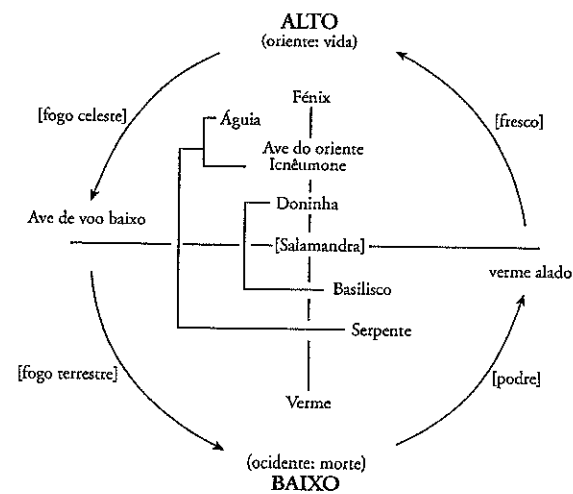 ALTO
(oriente: vida)
[fogo celeste]
[fresco]
Fénix
Águia
Ave do oriente
Icnêumone
Doninha
Ave de voo baixo
[Salamandra]
verme alado
Basilisco
Serpente
[fogo terrestre]
[podre]
Verme
(ocidente: morte)
BAIXO